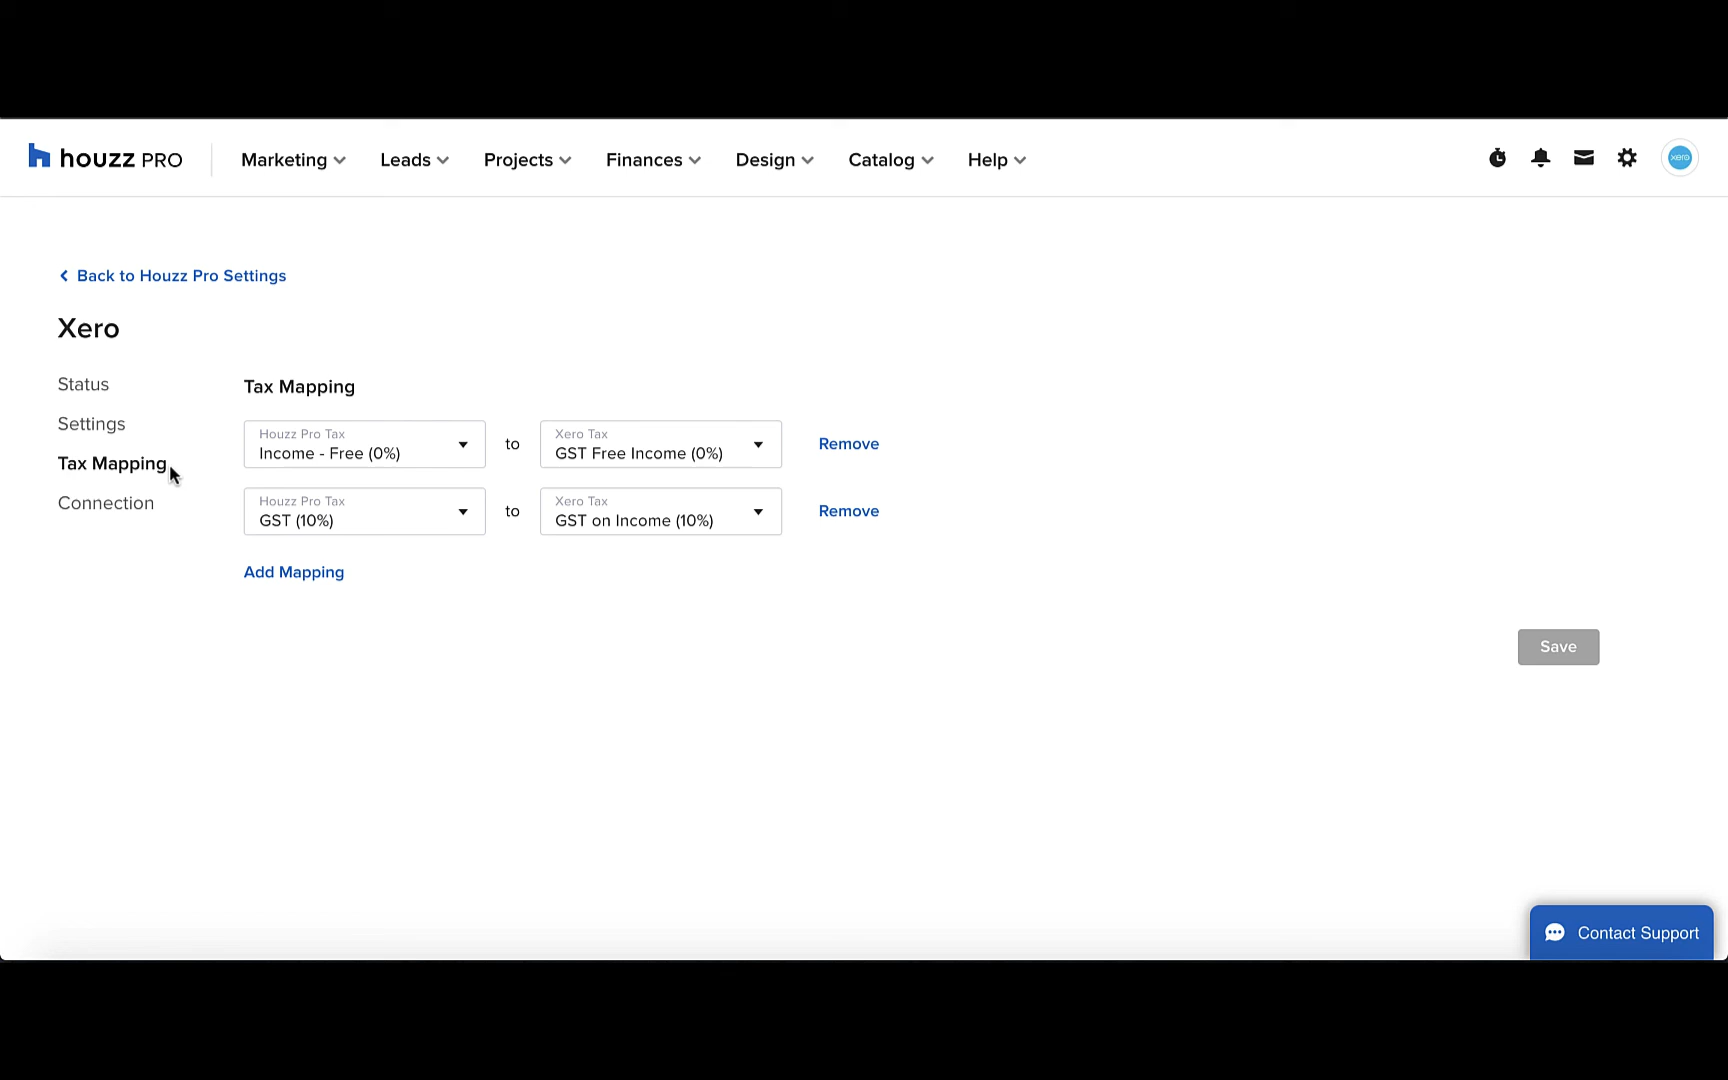 houzz PRO
Marketing
Leads
Projects
Finances
Design
Catalog
Help
xero
Back to Houzz Pro Settings
Xero
Status
Settings
Tax Mapping
Connection
Tax Mapping
Houzz Pro Tax
Income - Free (0%)
to
Xero Tax
GST Free Income (0%)
Remove
Houzz Pro Tax
GST (10%)
to
Xero Tax
GST on Income (10%)
Remove
Add Mapping
Save
Contact Support